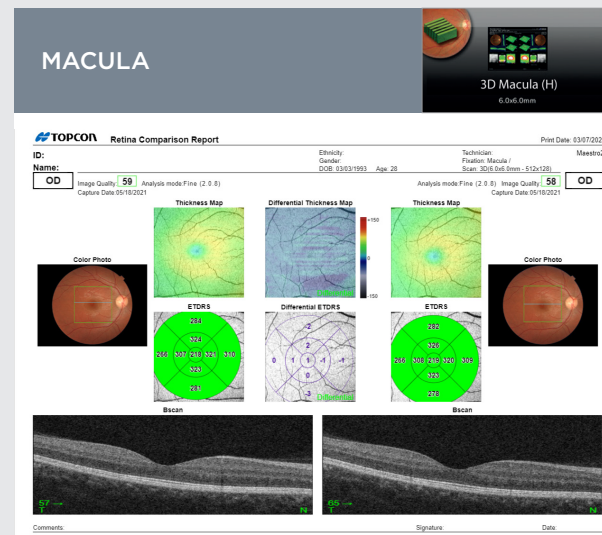 MACULA
3D Macula (H)
6.0x6.0mm
TOPCON Retina Comparison Report
Print Date: 03/07/202
ID:
Ethnicity:
Technician:
Maestro2
Gender:
Fixation: Macula /
Name:
DOB: 03/03/1993 Age: 28
Scan: 3D(6.0x6.0mm - 512x128)
OD Image Quality: 59 Analysis mode:Fine (2.0.8)
Capture Date:05/18/2021
Analysis mode:Fine (2.0.8) Image Quality: 58 OD
Capture Date:05/18/2021
Thickness Map Differential Thickness Map Thickness Map
+150
0
-150
Color Photo
Color Photo
ETDRS Differential ETDRS ETDRS
284
324
266 307 218 321 310
323
281
-2
2
0 1 1 -1 -1
0
-3
282
326
266 308 219 320 309
323
278
Bscan Bscan
57
T N
65
T N
Comments: Signature: Date: